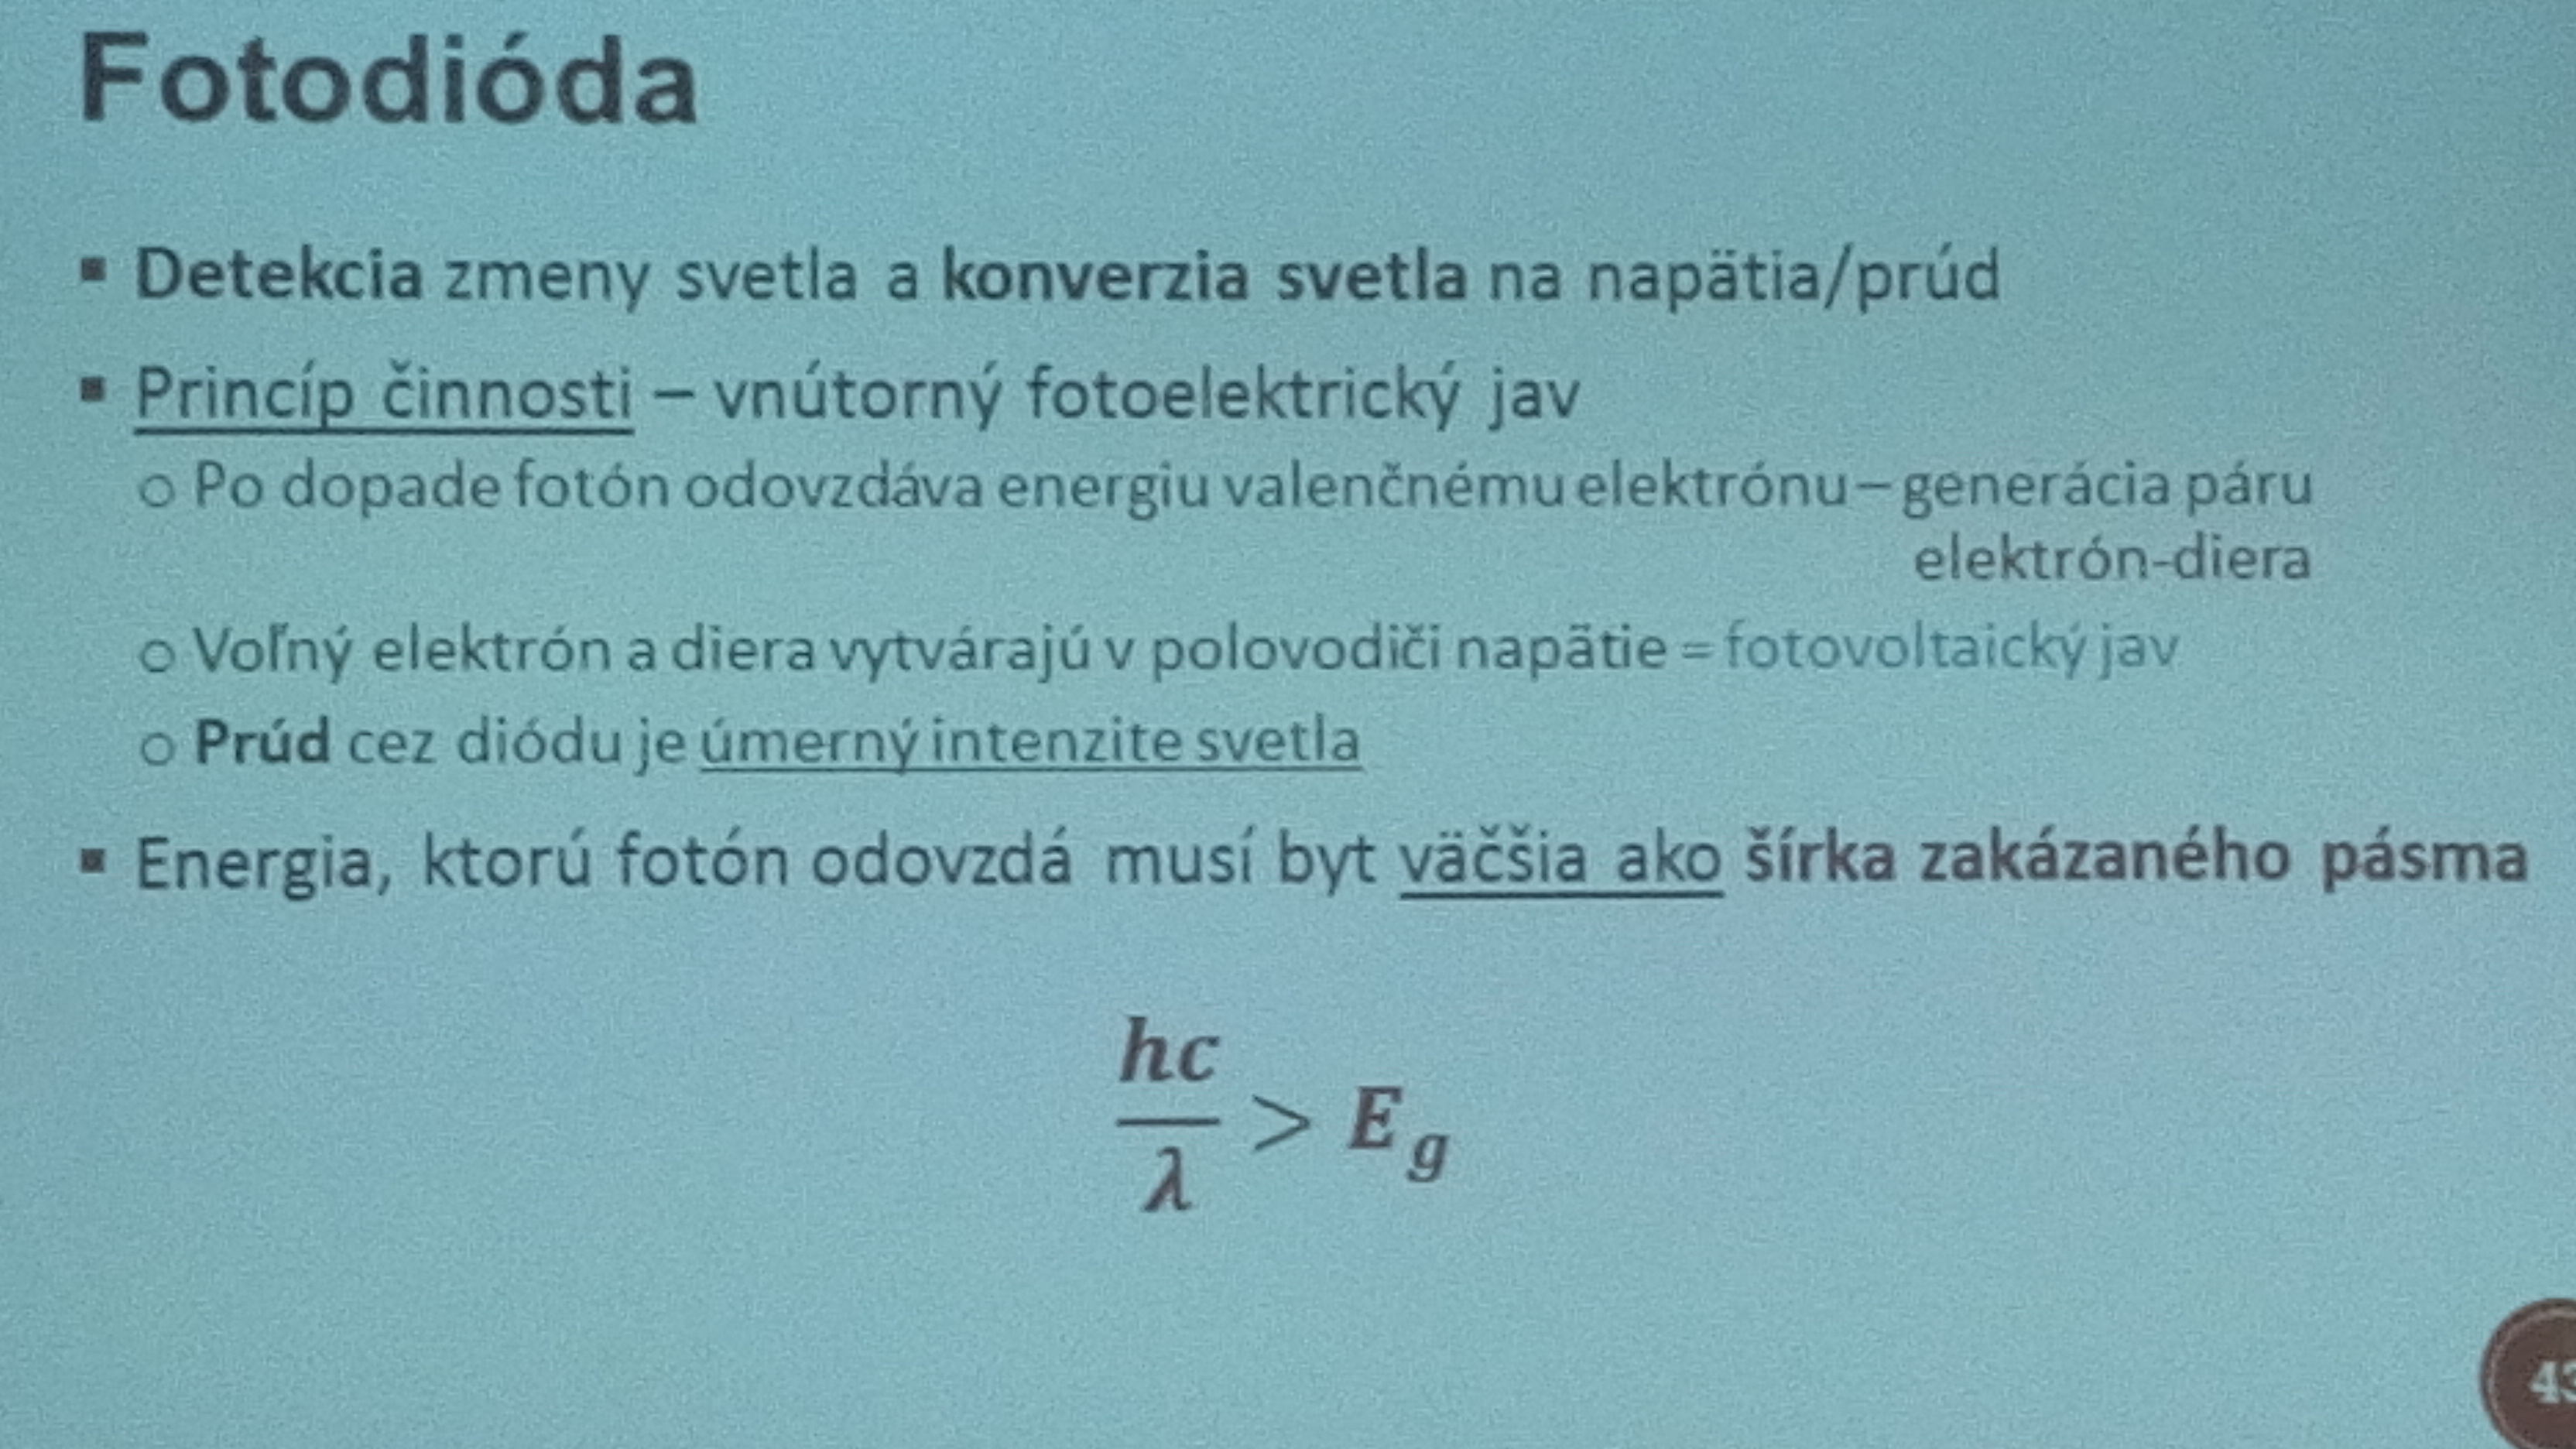 Fotodióda
▪ Detekcia zmeny svetla a konverzia svetla na napätia/prúd
▪ Princíp činnosti – vnútorný fotoelektrický jav
o Po dopade fotón odovzdáva energiu valenčnému elektrónu – generácia páru
elektrón-diera
o Voľný elektrón a diera vytvárajú v polovodiči napätie = fotovoltaický jav
o Prúd cez diódu je úmerný intenzite svetla
▪ Energia, ktorú fotón odovzdá musí byt väčšia ako šírka zakázaného pásma
hc/λ > E_g
43